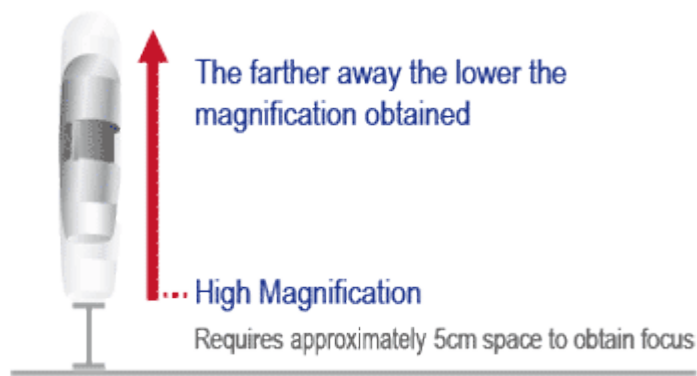 The farther away the lower the
magnification obtained
High Magnification
Requires approximately 5cm space to obtain focus